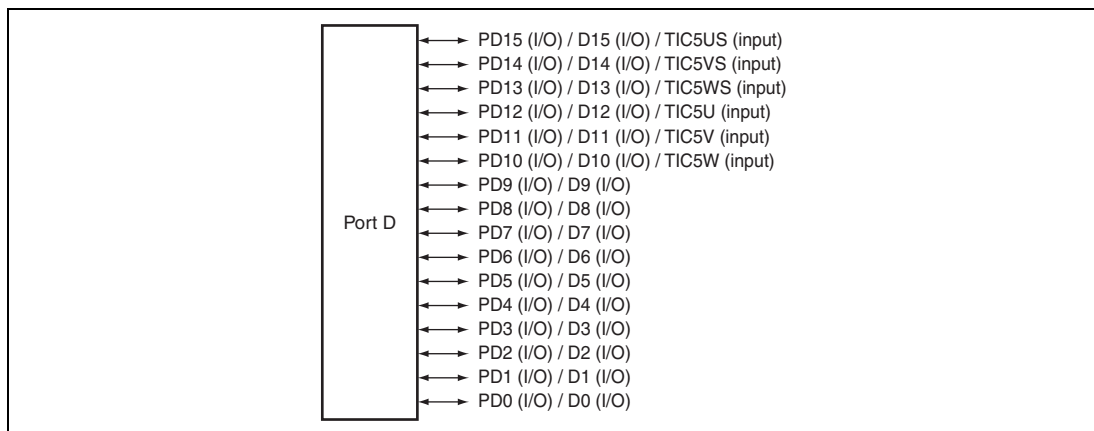 PD15 (I/O) / D15 (I/O) / TIC5US (input)
PD14 (I/O) / D14 (I/O) / TIC5VS (input)
PD13 (I/O) / D13 (I/O) / TIC5WS (input)
PD12 (I/O) / D12 (I/O) / TIC5U (input)
PD11 (I/O) / D11 (I/O) / TIC5V (input)
PD10 (I/O) / D10 (I/O) / TIC5W (input)
PD9 (I/O) / D9 (I/O)
PD8 (I/O) / D8 (I/O)
Port D
PD7 (I/O) / D7 (I/O)
PD6 (I/O) / D6 (I/O)
PD5 (I/O) / D5 (I/O)
PD4 (I/O) / D4 (I/O)
PD3 (I/O) / D3 (I/O)
PD2 (I/O) / D2 (I/O)
PD1 (I/O) / D1 (I/O)
PD0 (I/O) / D0 (I/O)